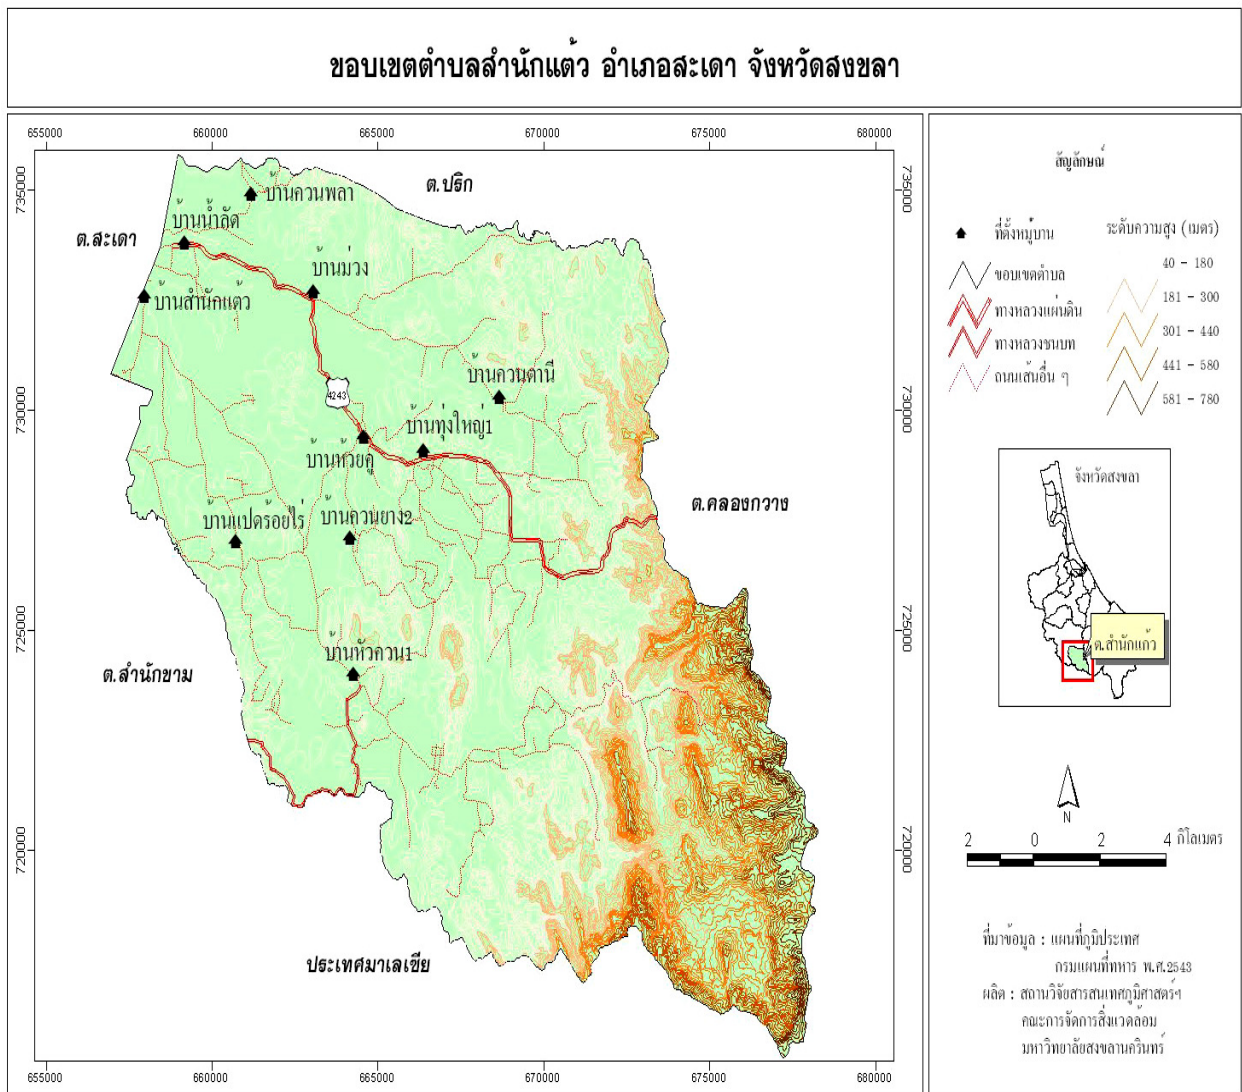 ขอบเขตตำบลสำนักแต้ว อำเภอสะเดา จังหวัดสงขลา
655000 660000 665000 670000 675000 680000
735000 735000
730000 730000
725000 725000
720000 720000
ต.ปริก
บ้านควนพลา
บ้านน้ำลัด
ต.สะเดา
บ้านม่วง
บ้านสำนักแต้ว
บ้านควนตานี
4243
บ้านทุ่งใหญ่1
บ้านห้วยคู
ต.คลองกวาง
บ้านแปดร้อยไร่
บ้านควนยาง2
บ้านหัวควน1
ต.สำนักขาม
ประเทศมาเลเซีย
655000 660000 665000 670000 675000 680000
สัญลักษณ์
ที่ตั้งหมู่บาน
ขอบเขตตำบล
ทางหลวงแผ่นดิน
ทางหลวงชนบท
ถนนเส้นอื่น ๆ
ระดับความสูง (เมตร)
40 - 180
181 - 300
301 - 440
441 - 580
581 - 780
จังหวัดสงขลา
ต.สำนักแก้ว
N
2 0 2 4 กิโลเมตร
ที่มาข้อมูล : แผนที่ภูมิประเทศ
กรมแผนที่ทหาร พ.ศ.2543
ผลิต : สถานวิจัยสารสนเทศภูมิศาสตร์ฯ
คณะการจัดการสิ่งแวดล้อม
มหาวิทยาลัยสงขลานครินทร์